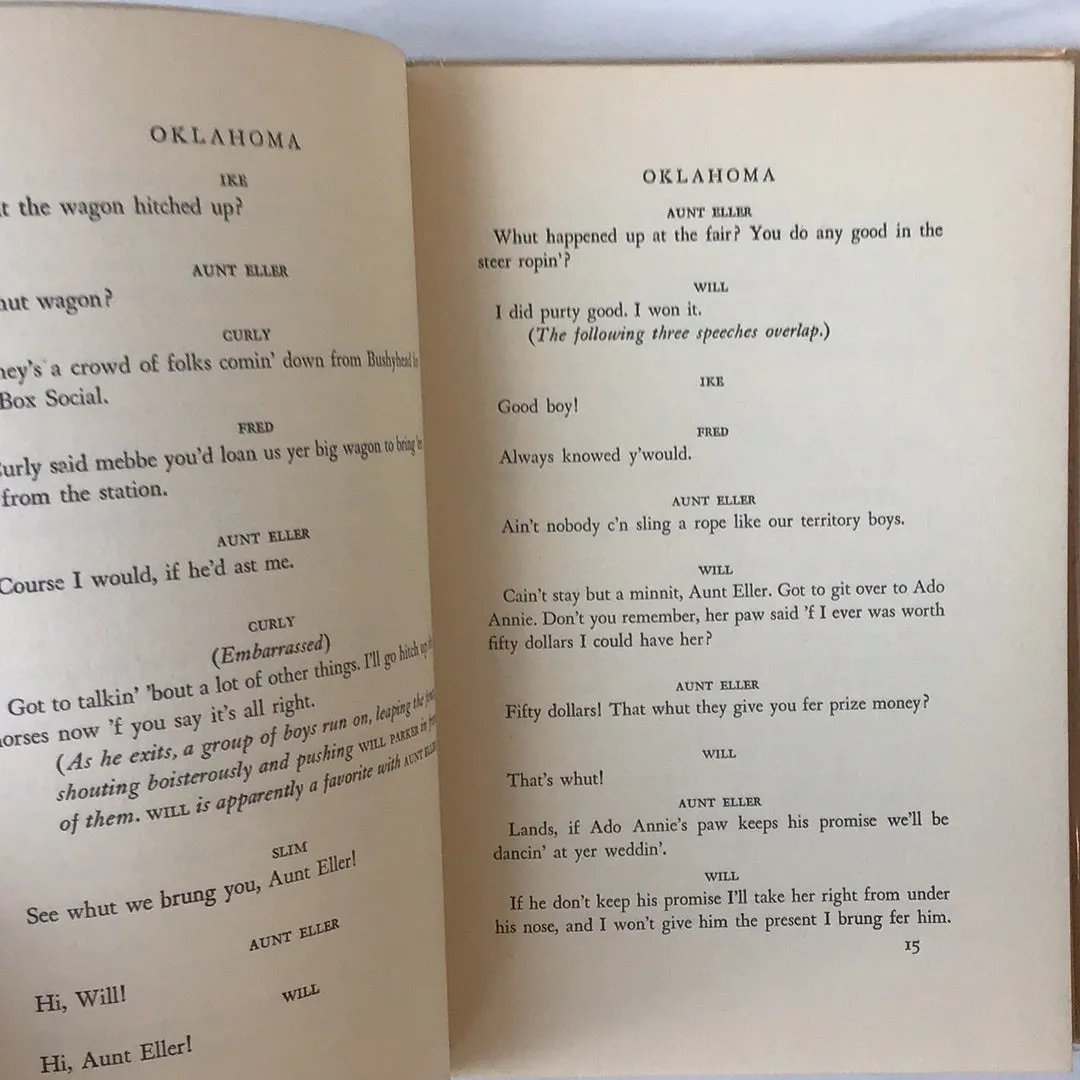 OKLAHOMA
IKE
the wagon hitched up?
AUNT ELLER
wagon?
CURLY
a crowd of folks comin' down from Bushyhead
Box Social.
FRED
said mebbe you'd loan us yer big wagon to bring
from the station.
AUNT ELLER
Course I would, if he'd ast me.
CURLY
(Embarrassed)
Got to talkin' 'bout a lot of other things. I'll go hitch up
now 'f you say it's all right.
(As he exits, a group of boys run on, leaping the
shouting boisterously and pushing WILL PARKER in
of them. WILL is apparently a favorite with AUNT
SLIM
See whut we brung you, Aunt Eller!
AUNT ELLER
Hi, Will!
WILL
Hi, Aunt Eller!
OKLAHOMA
AUNT ELLER
Whut happened up at the fair? You do any good in the
steer ropin'?
WILL
I did purty good. I won it.
(The following three speeches overlap.)
IKE
Good boy!
FRED
Always knowed y'would.
AUNT ELLER
Ain't nobody c'n sling a rope like our territory boys.
WILL
Cain't stay but a minnit, Aunt Eller. Got to git over to Ado
Annie. Don't you remember, her paw said 'f I ever was worth
fifty dollars I could have her?
AUNT ELLER
Fifty dollars! That whut they give you fer prize money?
WILL
That's whut!
AUNT ELLER
Lands, if Ado Annie's paw keeps his promise we'll be
dancin' at yer weddin'.
WILL
If he don't keep his promise I'll take her right from under
his nose, and I won't give him the present I brung fer him.
15